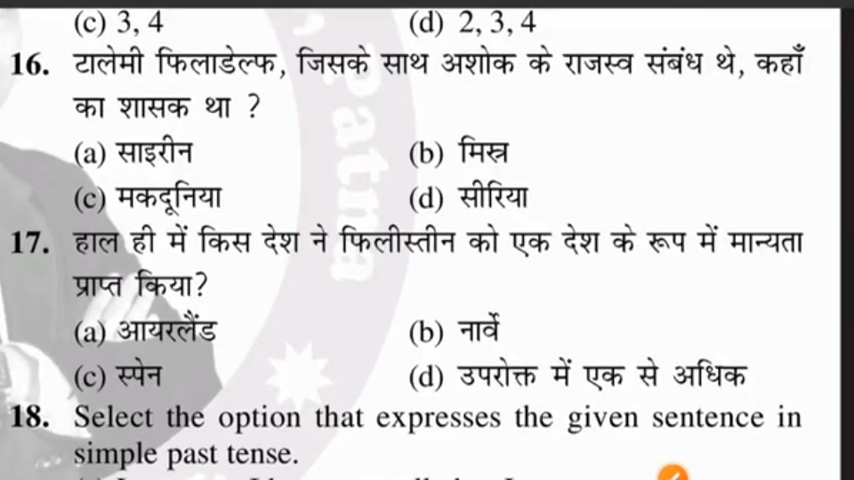 (c) 3, 4 (d) 2, 3, 4
16. टालेमी फिलाडेल्फ, जिसके साथ अशोक के राजस्व संबंध थे, कहाँ
का शासक था ?
(a) साइरीन (b) मिस्र
(c) मकदूनिया (d) सीरिया
17. हाल ही में किस देश ने फिलीस्तीन को एक देश के रूप में मान्यता
प्राप्त किया?
(a) आयरलैंड (b) नार्वे
(c) स्पेन (d) उपरोक्त में एक से अधिक
18. Select the option that expresses the given sentence in
simple past tense.
Patna